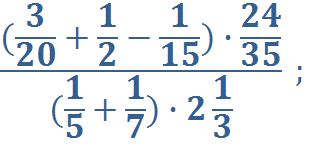 (3/20 + 1/2 − 1/15) · 24/35
(1/5 + 1/7) · 2 1/3 ;